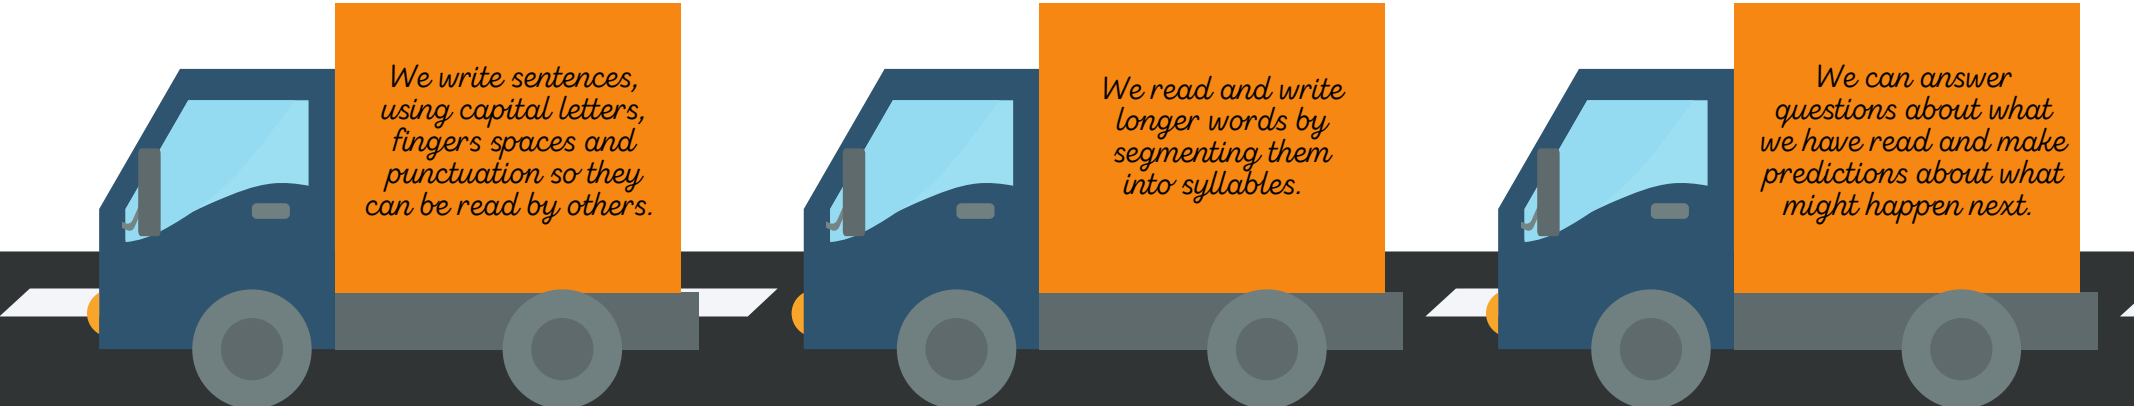 We write sentences,
using capital letters,
fingers spaces and
punctuation so they
can be read by others.
We read and write
longer words by
segmenting them
into syllables.
We can answer
questions about what
we have read and make
predictions about what
might happen next.